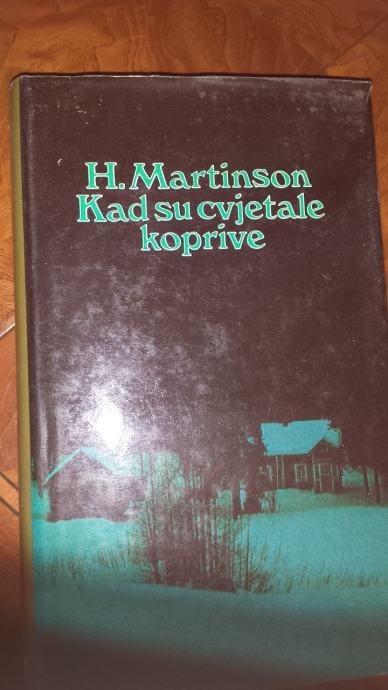 H. Martinson
Kad su cvjetale
koprive